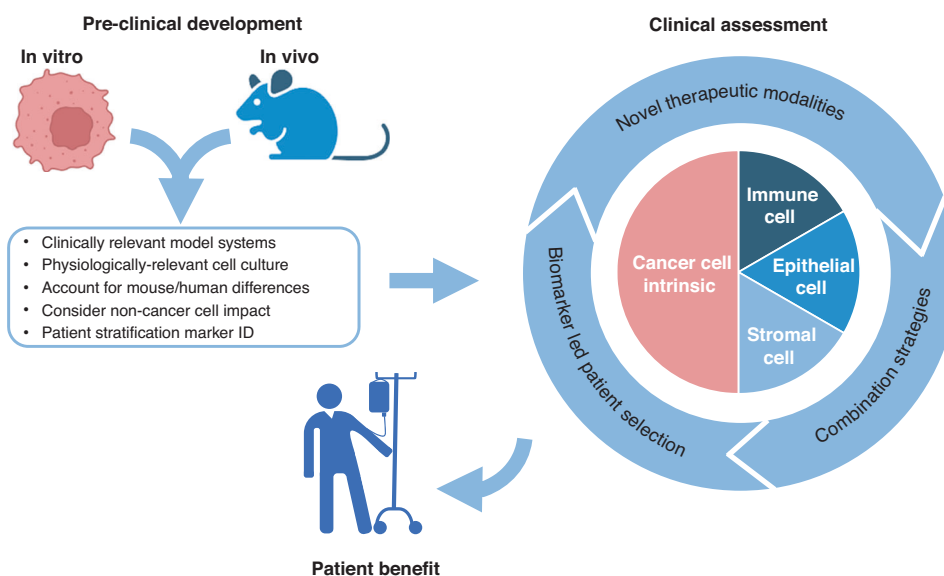 Pre-clinical development
In vitro
In vivo
• Clinically relevant model systems
• Physiologically-relevant cell culture
• Account for mouse/human differences
• Consider non-cancer cell impact
• Patient stratification marker ID
Clinical assessment
Novel therapeutic modalities
Combination strategies
Biomarker led patient selection
Cancer cell
intrinsic
Immune
cell
Epithelial
cell
Stromal
cell
Patient benefit